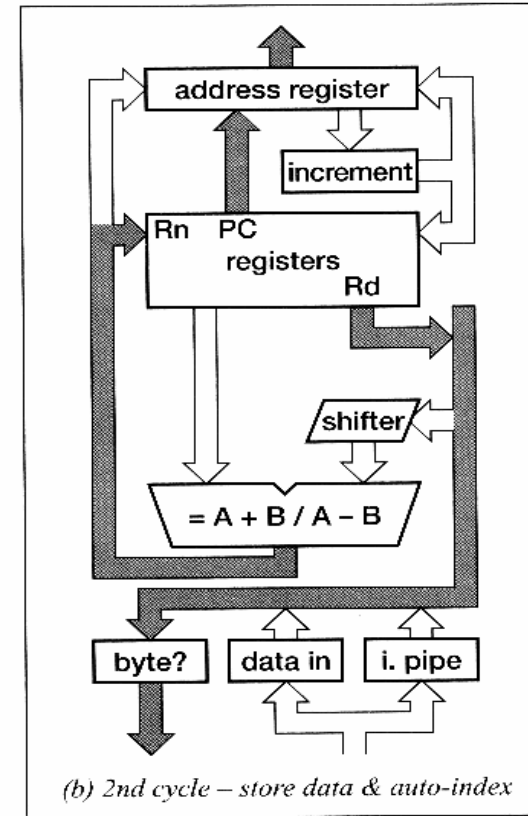 address register
increment
Rn PC
registers
Rd
shifter
= A + B / A – B
byte?
data in
i. pipe
(b) 2nd cycle – store data & auto-index